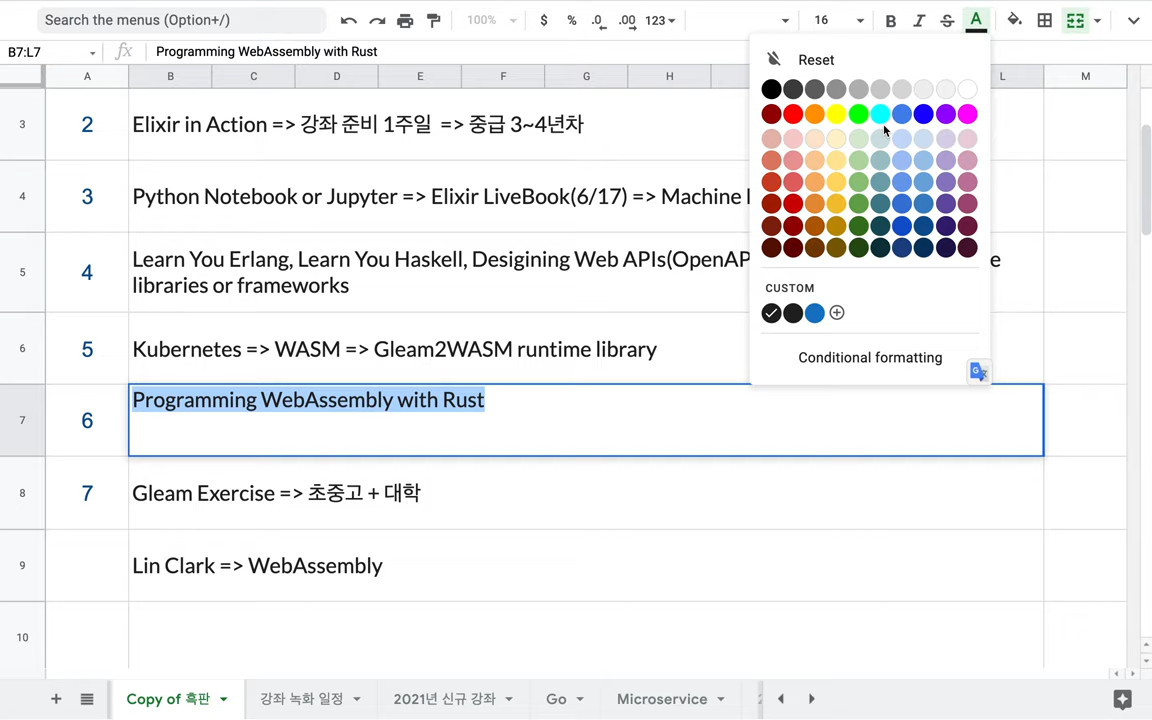 Search the menus (Option+/)
100%
$ % .0 .00 123
16
B I S A
B7:L7 fx Programming WebAssembly with Rust
A B C D E F G H L M
Reset
3 2 Elixir in Action => 강좌 준비 1주일 => 중급 3~4년차
4 3 Python Notebook or Jupyter => Elixir LiveBook(6/17) => Machine
5 4 Learn You Erlang, Learn You Haskell, Desigining Web APIs(OpenAP e
libraries or frameworks
CUSTOM
6 5 Kubernetes => WASM => Gleam2WASM runtime library
Conditional formatting
7 6 Programming WebAssembly with Rust
8 7 Gleam Exercise => 초중고 + 대학
9 Lin Clark => WebAssembly
10
Copy of 흑판 강좌 녹화 일정 2021년 신규 강좌 Go Microservice